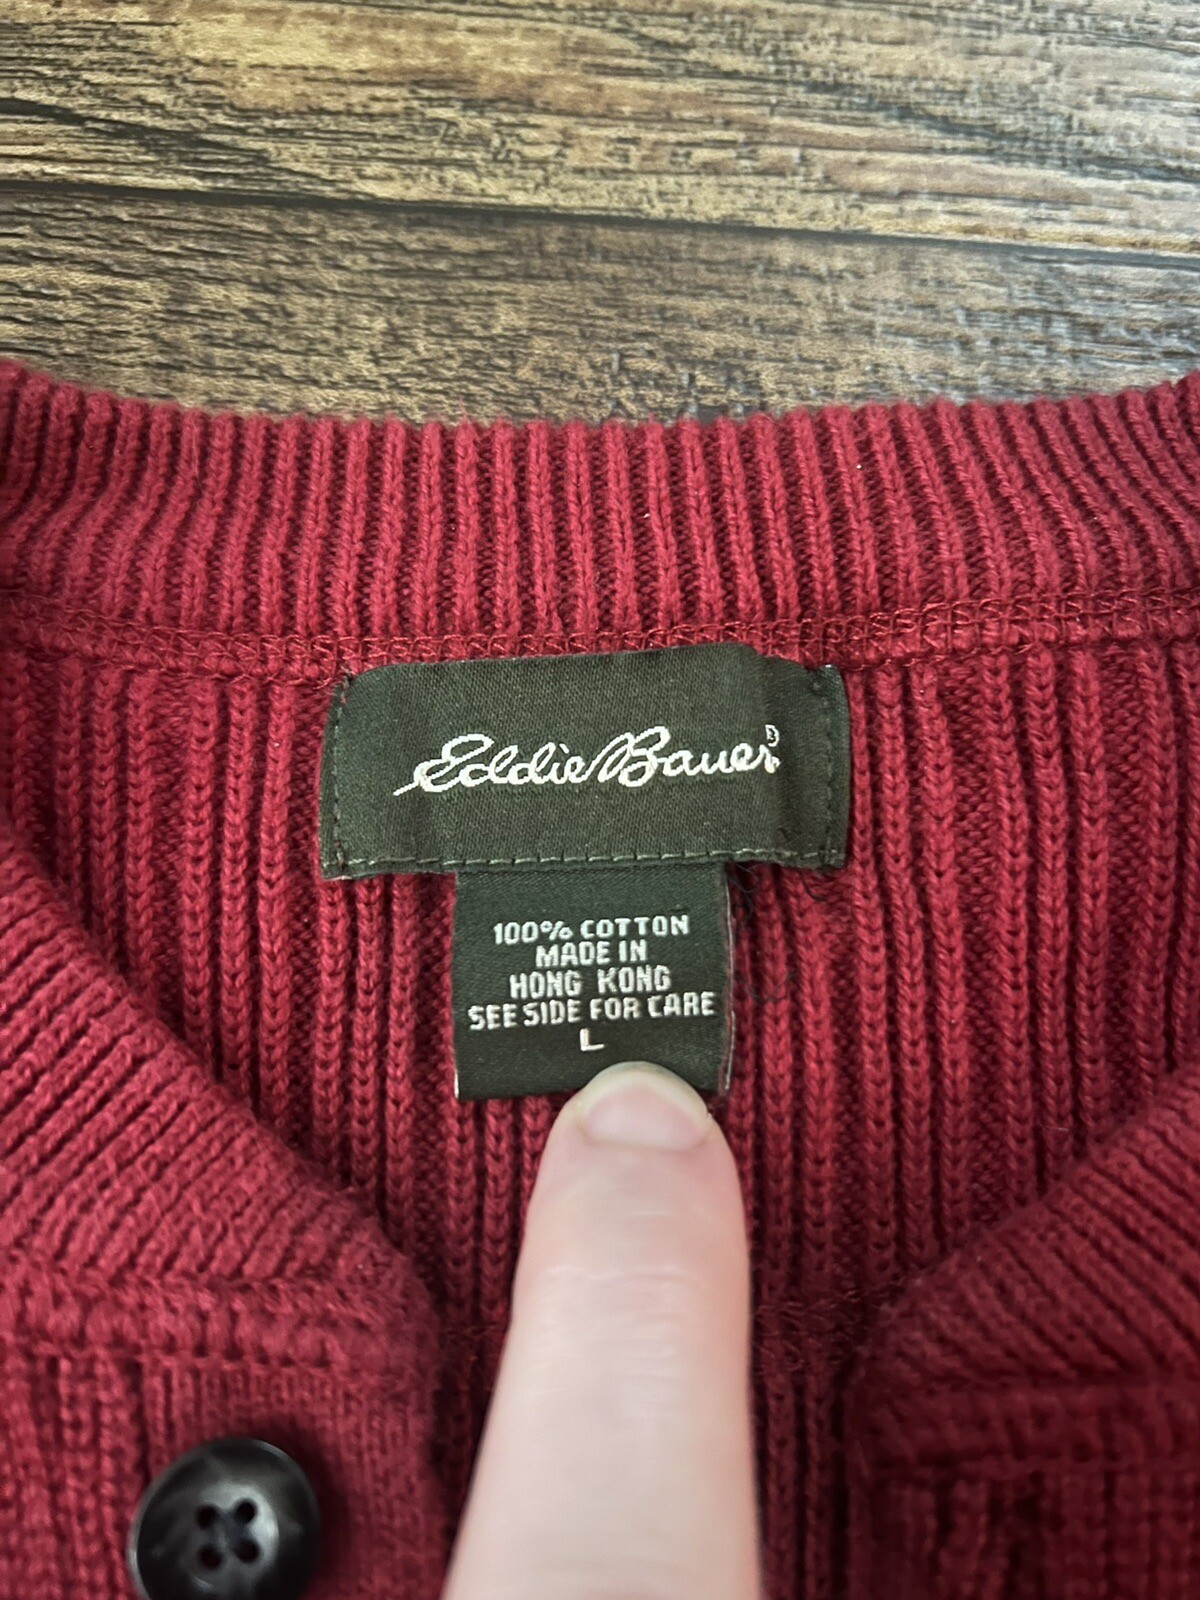 Eddie Bauer®
100% COTTON
MADE IN
HONG KONG
SEE SIDE FOR CARE
L